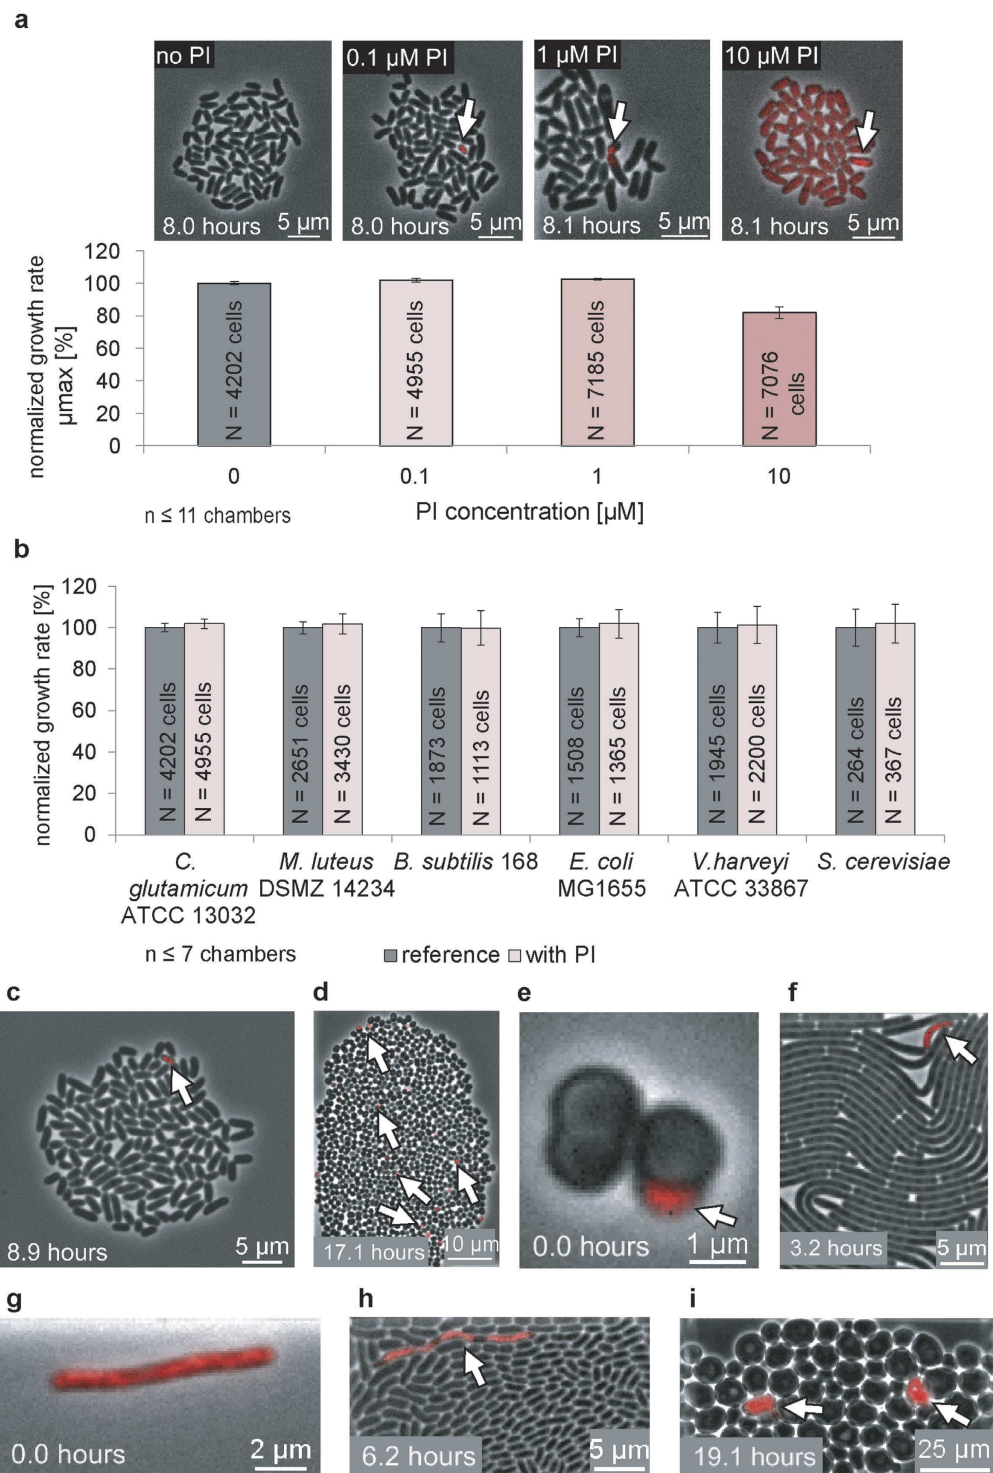 a
no PI
0.1 µM PI
1 µM PI
10 µM PI
8.0 hours
5 µm
8.0 hours
5 µm
8.1 hours
5 µm
8.1 hours
5 µm
normalized growth rate
µmax [%]
120
100
80
60
40
20
0
N = 4202 cells
N = 4955 cells
N = 7185 cells
N = 7076
cells
0
0.1
1
10
n ≤ 11 chambers
PI concentration [µM]
b
normalized growth rate [%]
120
100
80
60
40
20
0
N = 4202 cells
N = 4955 cells
N = 2651 cells
N = 3430 cells
N = 1873 cells
N = 1113 cells
N = 1508 cells
N = 1365 cells
N = 1945 cells
N = 2200 cells
N = 264 cells
N = 367 cells
C.
glutamicum
ATCC 13032
M. luteus
DSMZ 14234
B. subtilis 168
E. coli
MG1655
V.harveyi
ATCC 33867
S. cerevisiae
n ≤ 7 chambers
reference
with PI
c
8.9 hours
5 µm
d
17.1 hours
10 µm
e
0.0 hours
1 µm
f
3.2 hours
5 µm
g
0.0 hours
2 µm
h
6.2 hours
5 µm
i
19.1 hours
25 µm